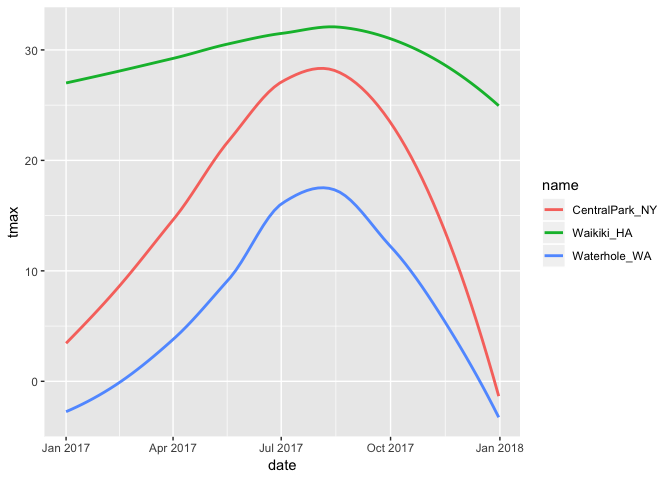 30
20
10
0
tmax
Jan 2017 Apr 2017 Jul 2017 Oct 2017 Jan 2018
date
name
CentralPark_NY
Waikiki_HA
Waterhole_WA